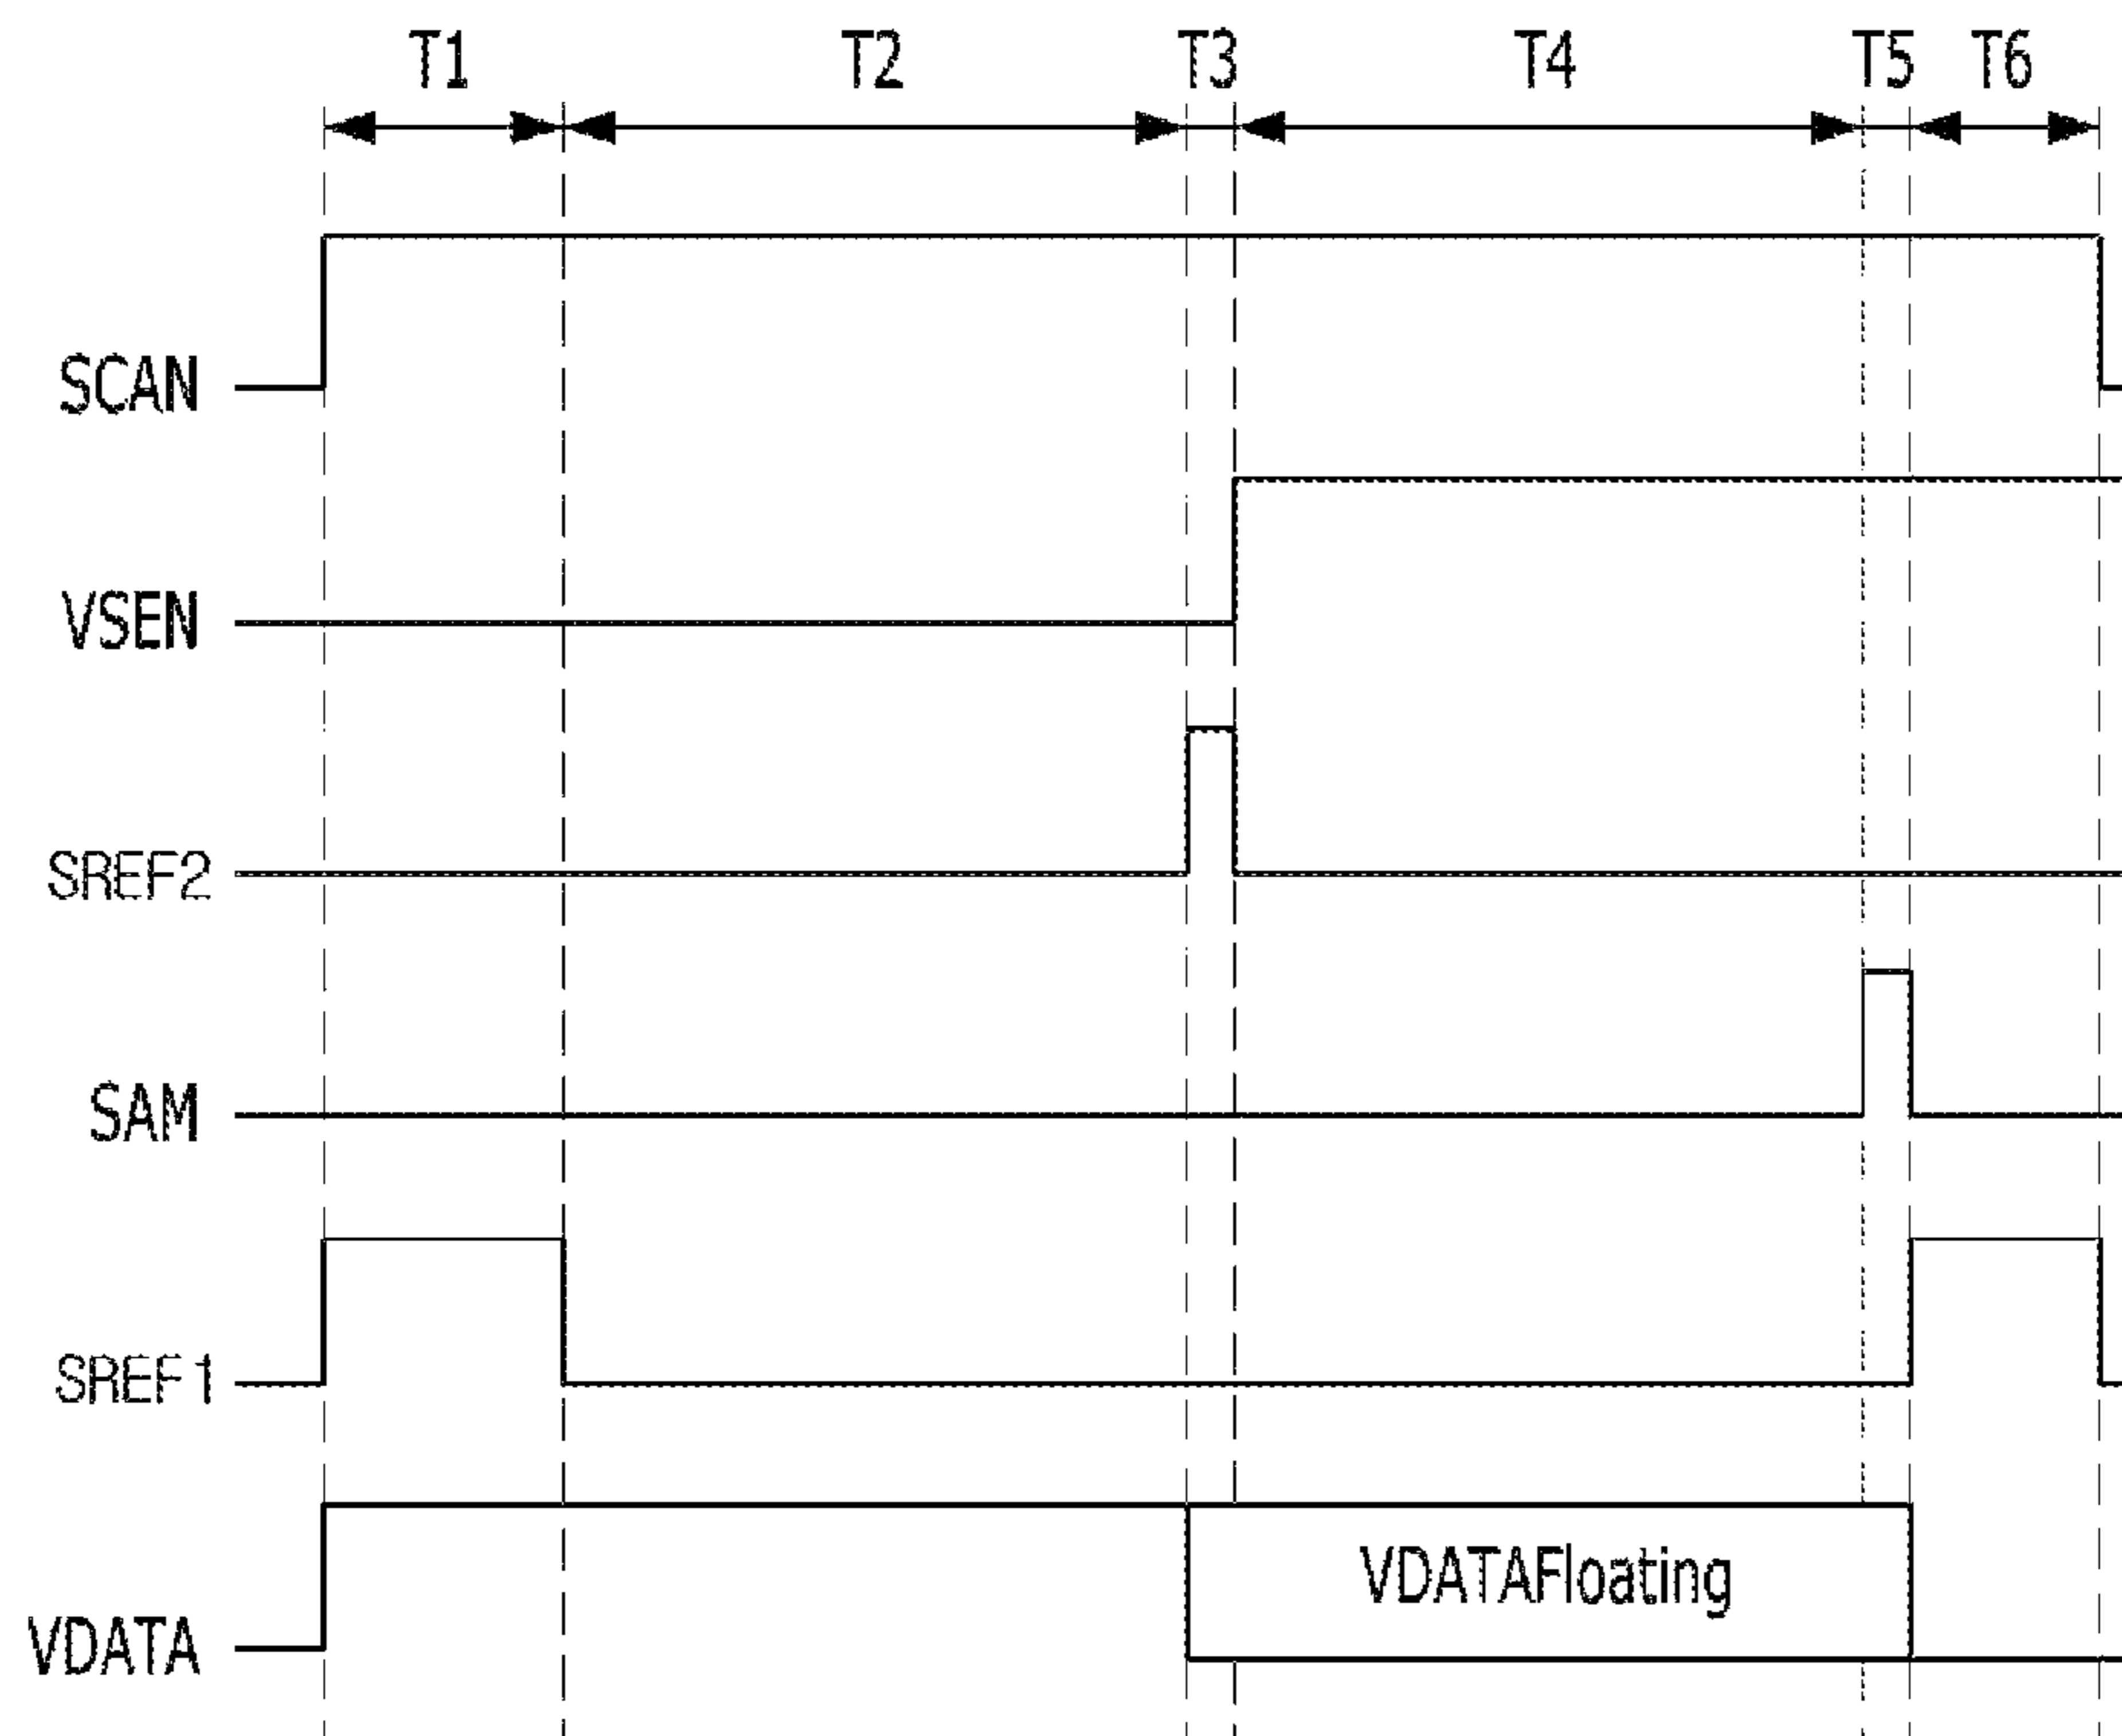 T1 T2 T3 T4 T5 T6
SCAN
VSEN
SREF2
SAM
SREF1
VDATAFloating
VDATA